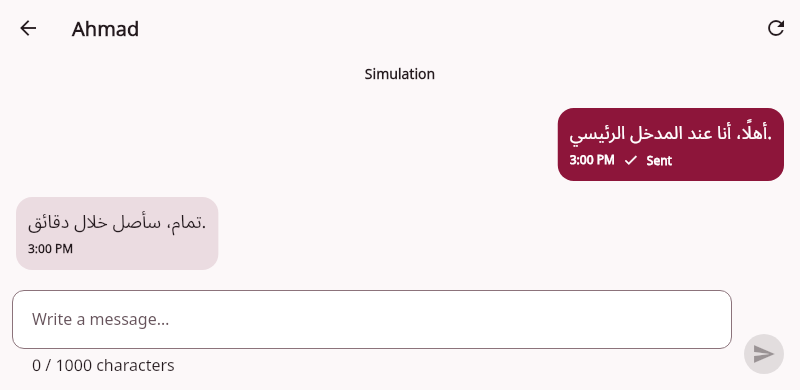 Ahmad
Simulation
أهلًا، أنا عند المدخل الرئيسي.
3:00 PM ✓ Sent
تمام، سأصل خلال دقائق.
3:00 PM
Write a message...
0 / 1000 characters